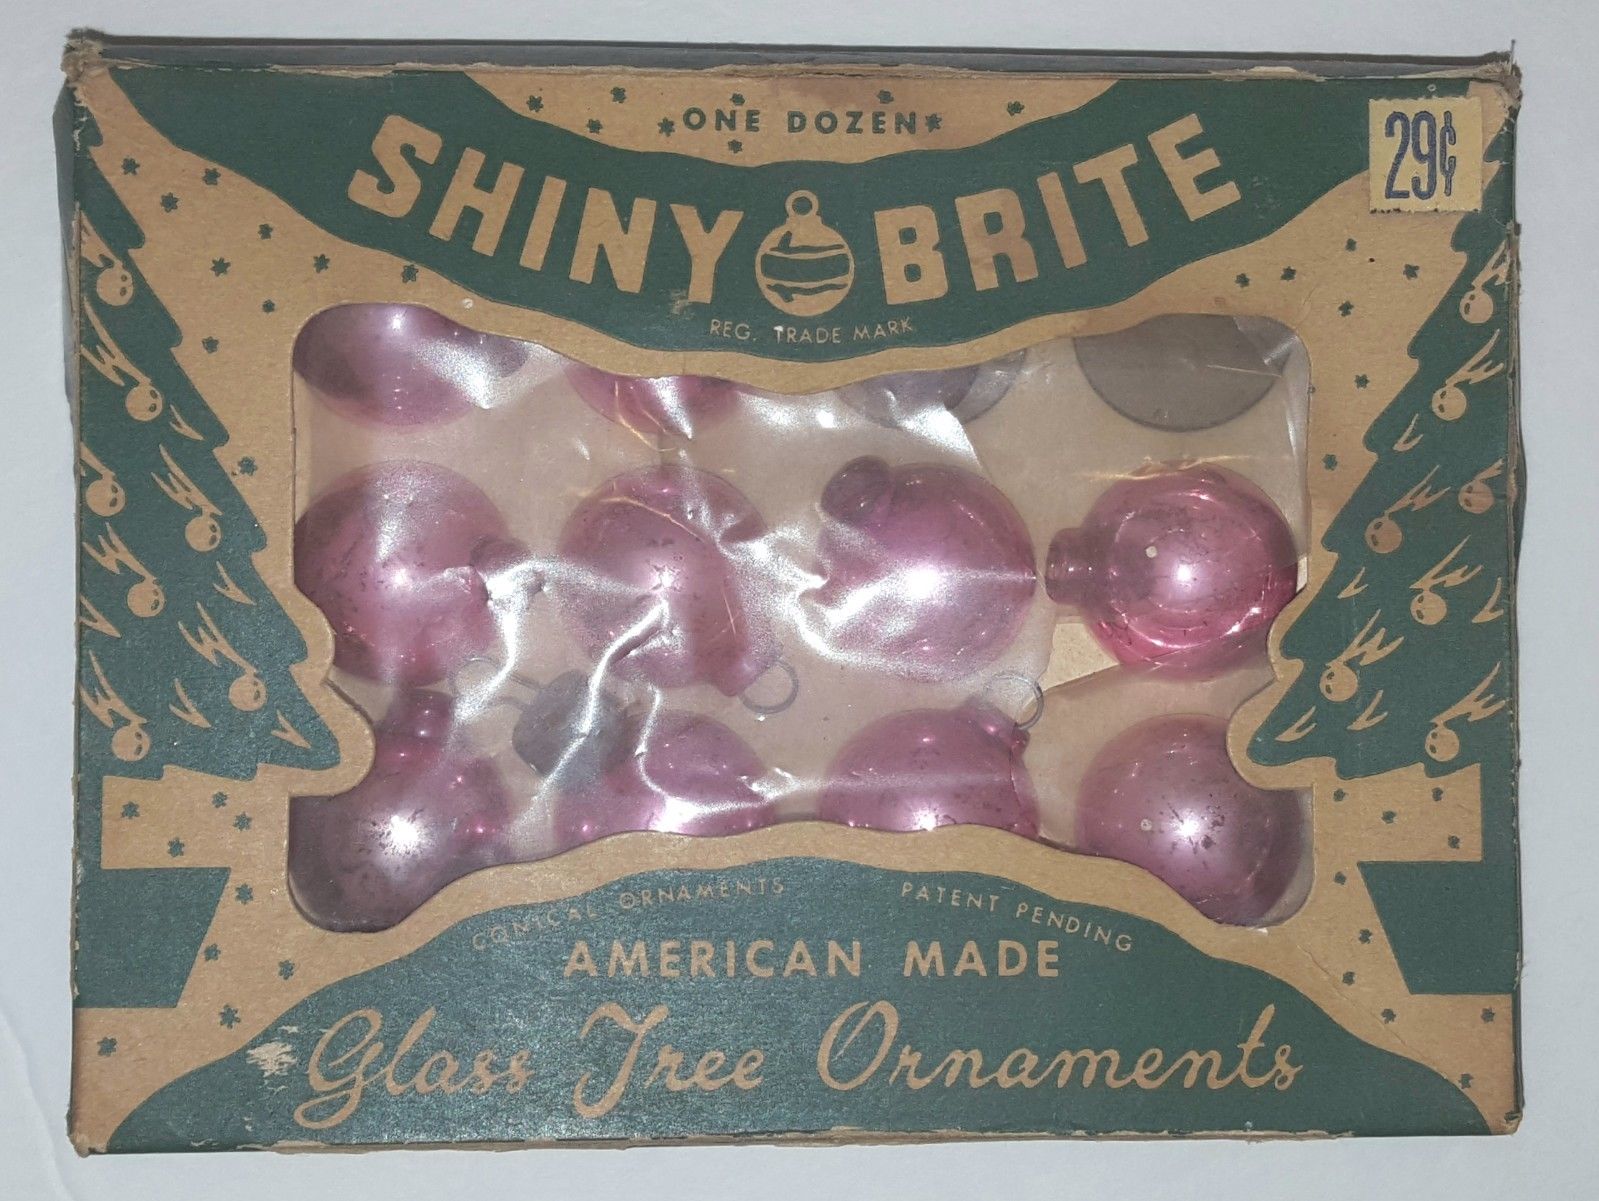 ONE DOZEN
29¢
SHINY BRITE
REG. TRADE MARK
CONICAL ORNAMENTS PATENT PENDING
AMERICAN MADE
Glass Tree Ornaments